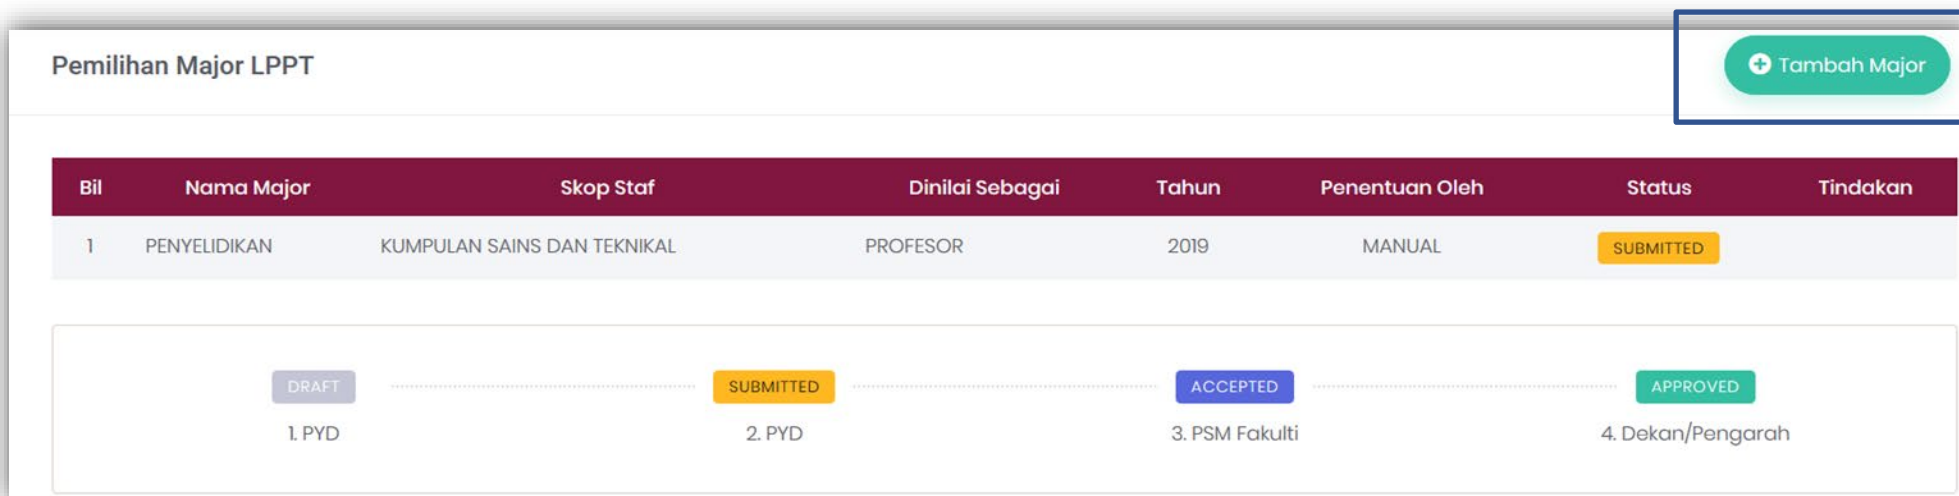 Pemilihan Major LPPT
Tambah Major
Bil Nama Major Skop Staf Dinilai Sebagai Tahun Penentuan Oleh Status Tindakan
1 PENYELIDIKAN KUMPULAN SAINS DAN TEKNIKAL PROFESOR 2019 MANUAL SUBMITTED
DRAFT SUBMITTED ACCEPTED APPROVED
1. PYD 2. PYD 3. PSM Fakulti 4. Dekan/Pengarah